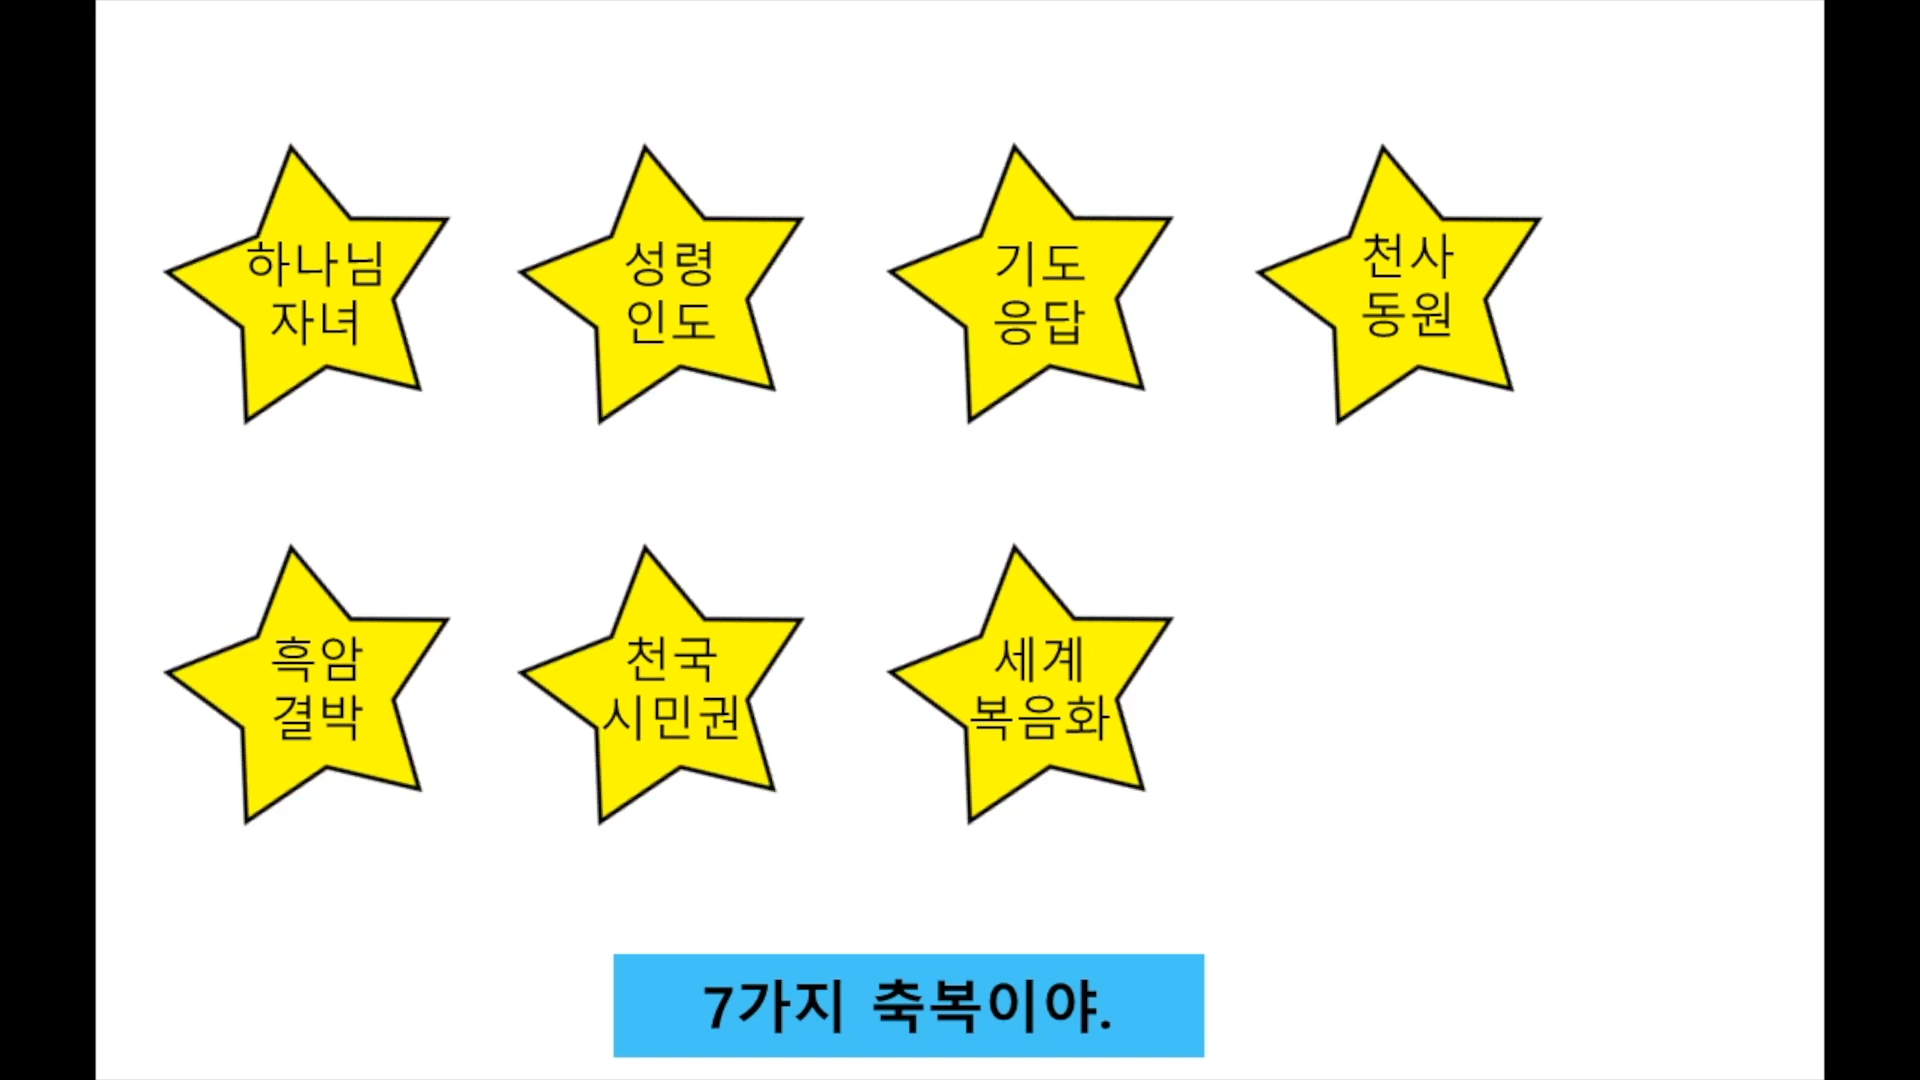 하나님
자녀
성령
인도
기도
응답
천사
동원
흑암
결박
천국
시민권
세계
복음화
7가지 축복이야.